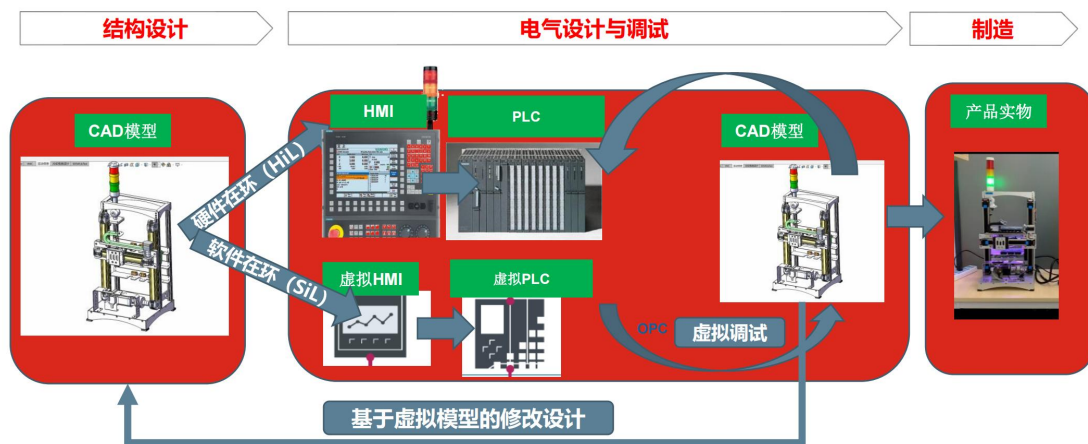 结构设计
电气设计与调试
制造
CAD模型
HMI
PLC
CAD模型
产品实物
硬件在环（HiL）
软件在环（SiL）
虚拟HMI
虚拟PLC
OPC
虚拟调试
基于虚拟模型的修改设计